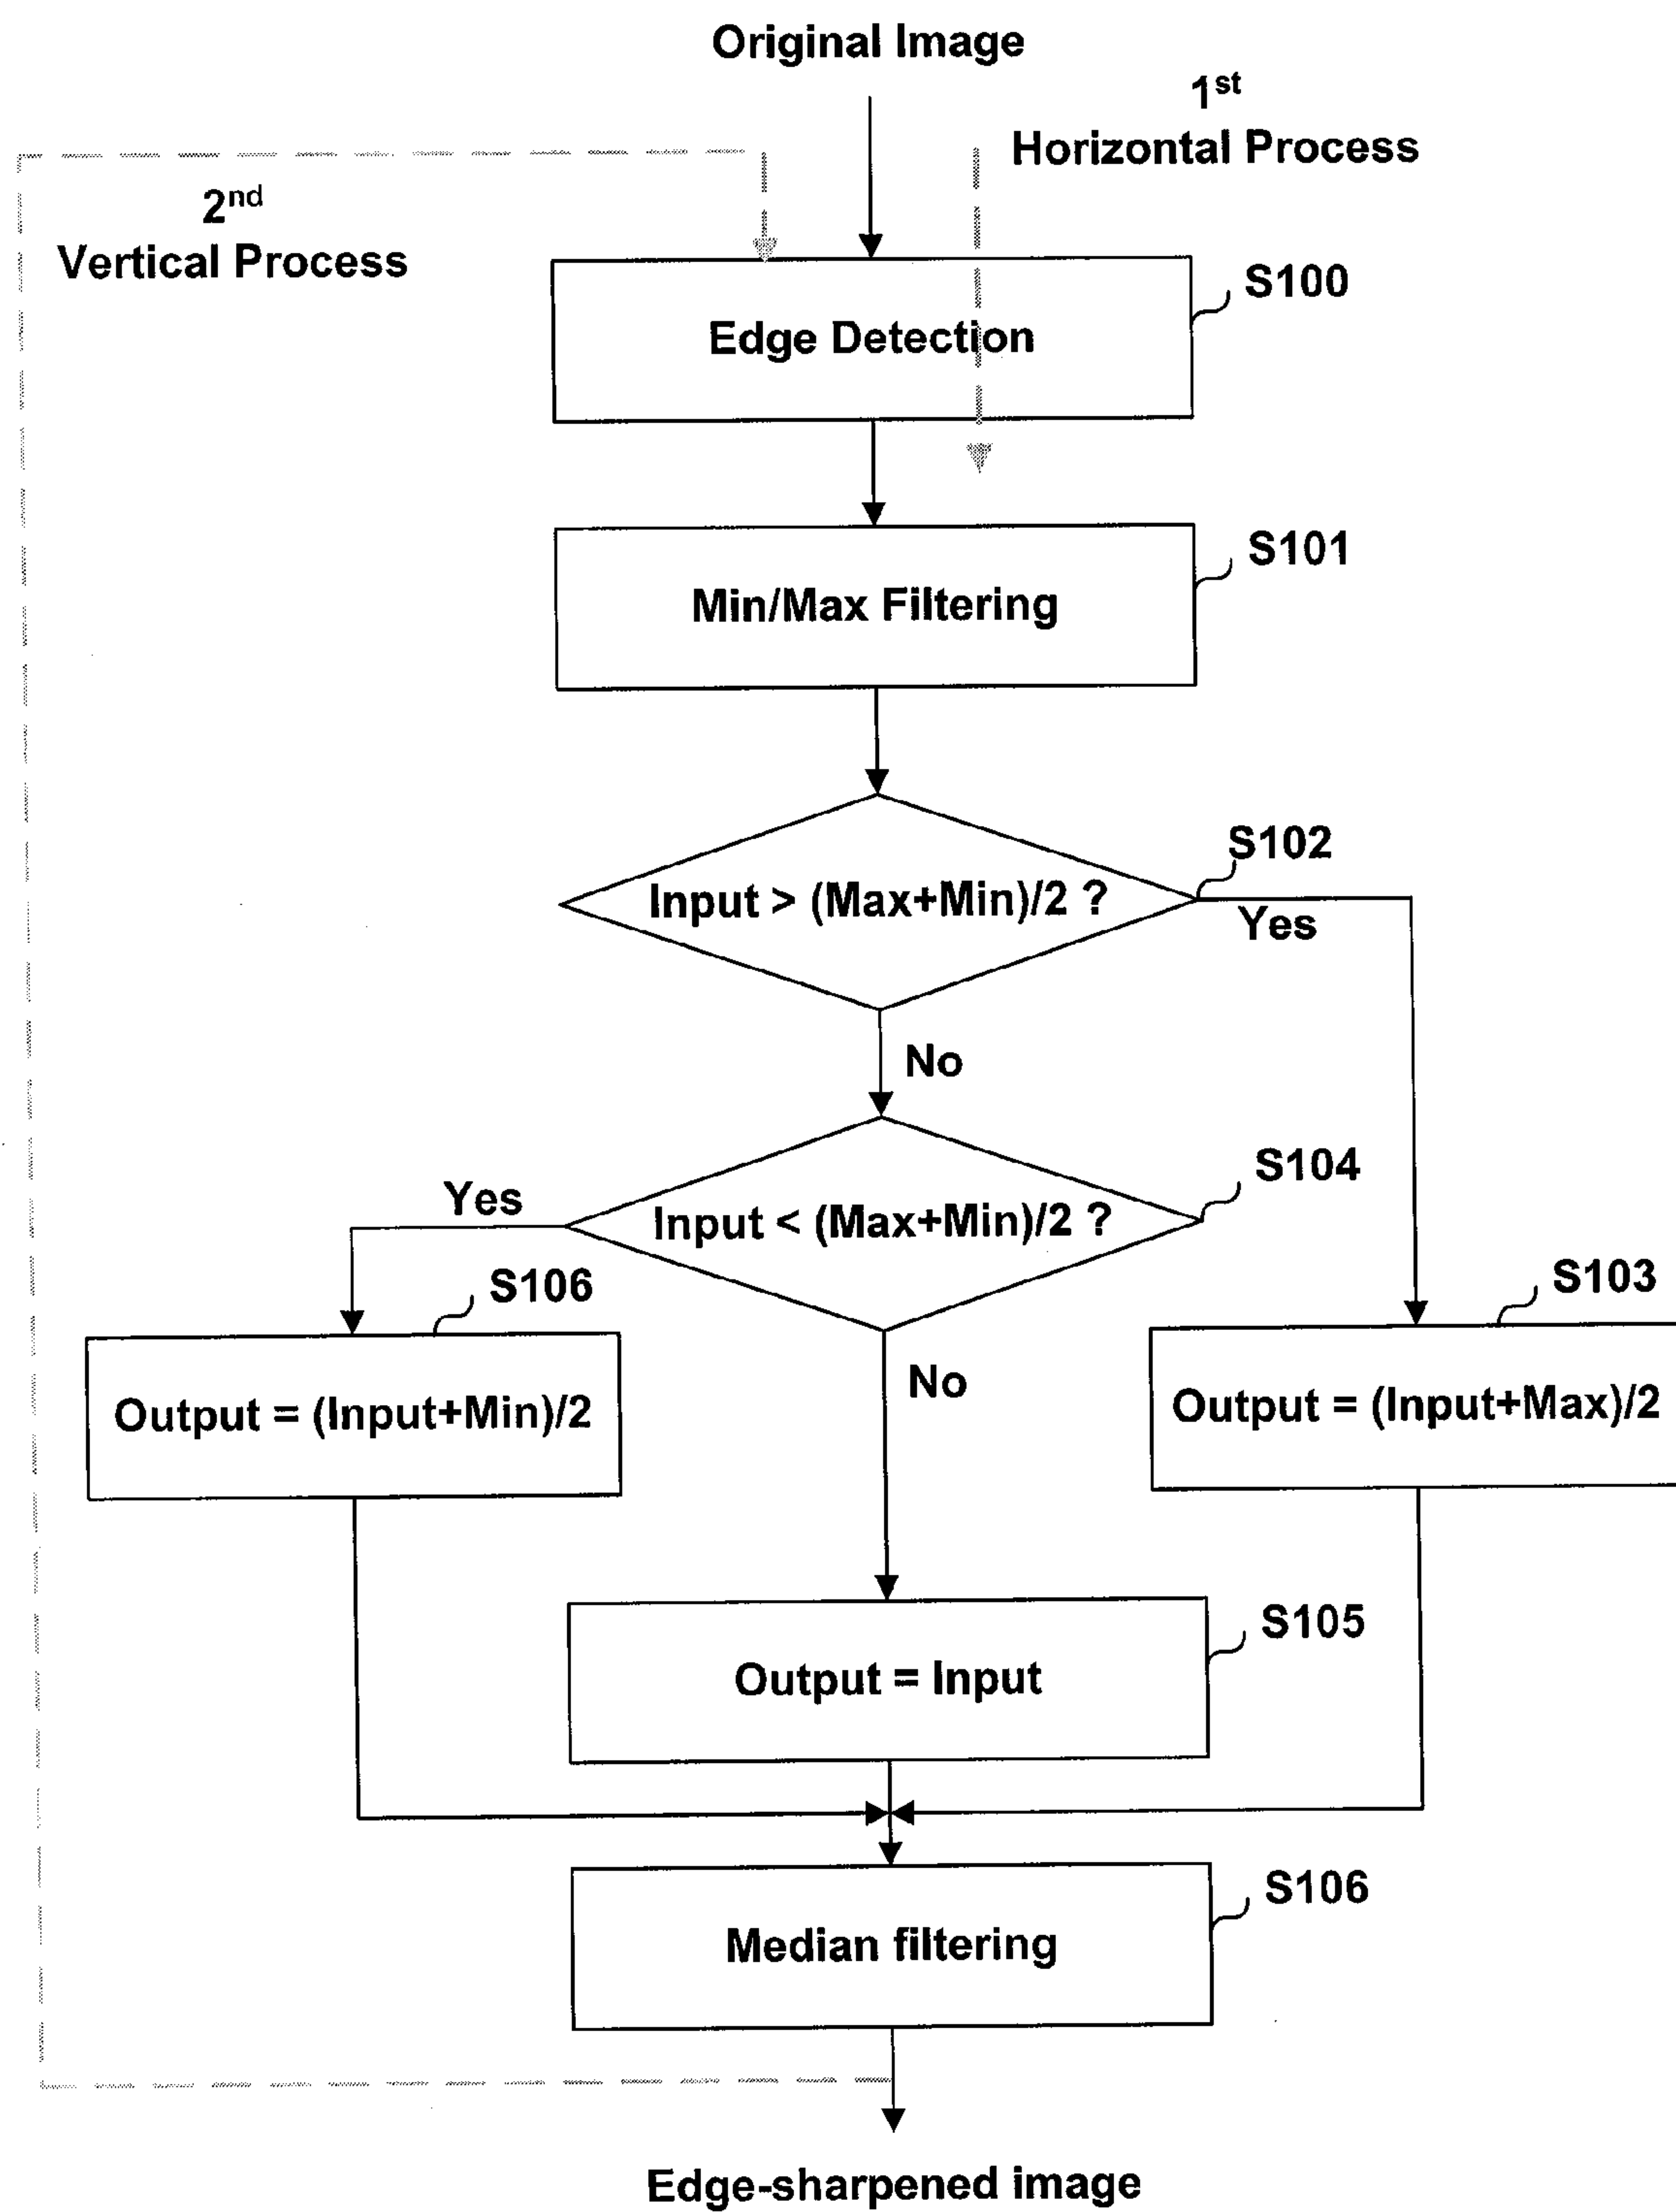 Original Image
1st
Horizontal Process
2nd
Vertical Process
S100
Edge Detection
S101
Min/Max Filtering
S102
Input > (Max+Min)/2 ?
Yes
No
S104
Yes
Input < (Max+Min)/2 ?
S106
S103
No
Output = (Input+Min)/2
Output = (Input+Max)/2
S105
Output = Input
S106
Median filtering
Edge-sharpened image